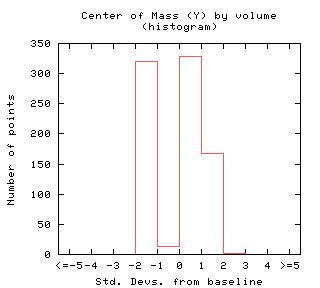 Center of Mass (Y) by volume
(histogram)
350
300
250
200
150
100
50
0
Number of points
<=-5 -4 -3 -2 -1 0 1 2 3 4 >=5
Std. Devs. from baseline